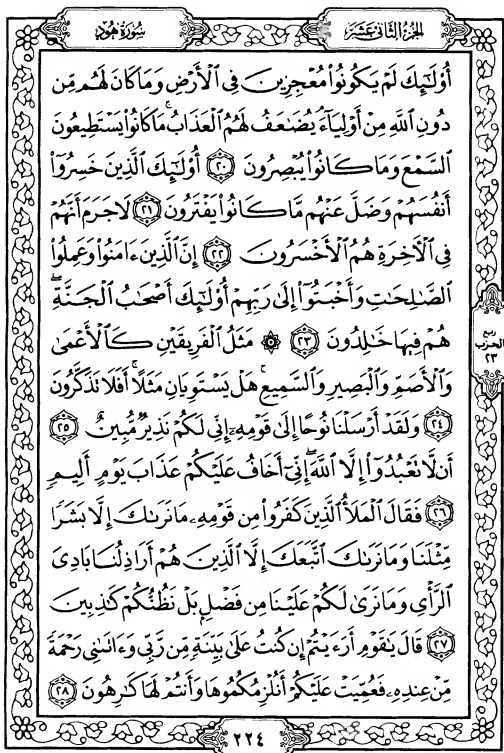 الجزء الثاني عشر
سورة هود
أُوْلَٰٓئِكَ لَمْ يَكُونُوا۟ مُعْجِزِينَ فِى ٱلْأَرْضِ وَمَا كَانَ لَهُم مِّن
دُونِ ٱللَّهِ مِنْ أَوْلِيَآءَ يُضَٰعَفُ لَهُمُ ٱلْعَذَابُ مَا كَانُوا۟ يَسْتَطِيعُونَ
ٱلسَّمْعَ وَمَا كَانُوا۟ يُبْصِرُونَ ٢٠ أُوْلَٰٓئِكَ ٱلَّذِينَ خَسِرُوٓا۟
أَنفُسَهُمْ وَضَلَّ عَنْهُم مَّا كَانُوا۟ يَفْتَرُونَ ٢١ لَا جَرَمَ أَنَّهُمْ
فِى ٱلْأَخِرَةِ هُمُ ٱلْأَخْسَرُونَ ٢٢ إِنَّ ٱلَّذِينَ ءَامَنُوا۟ وَعَمِلُوا۟
ٱلصَّٰلِحَٰتِ وَأَخْبَتُوٓا۟ إِلَىٰ رَبِّهِمْ أُوْلَٰٓئِكَ أَصْحَٰبُ ٱلْجَنَّةِ ۖ
هُمْ فِيهَا خَٰلِدُونَ ٢٣ ۞ مَثَلُ ٱلْفَرِيقَيْنِ كَٱلْأَعْمَىٰ
وَٱلْأَصَمِّ وَٱلْبَصِيرِ وَٱلسَّمِيعِ ۚ هَلْ يَسْتَوِيَانِ مَثَلًا ۚ أَفَلَا تَذَكَّرُونَ
٢٤ وَلَقَدْ أَرْسَلْنَا نُوحًا إِلَىٰ قَوْمِهِۦٓ إِنِّى لَكُمْ نَذِيرٌ مُّبِينٌ ٢٥
أَن لَّا تَعْبُدُوٓا۟ إِلَّا ٱللَّهَ ۖ إِنِّىٓ أَخَافُ عَلَيْكُمْ عَذَابَ يَوْمٍ أَلِيمٍ
٢٦ فَقَالَ ٱلْمَلَأُ ٱلَّذِينَ كَفَرُوا۟ مِن قَوْمِهِۦ مَا نَرَىٰكَ إِلَّا بَشَرًا
مِّثْلَنَا وَمَا نَرَىٰكَ ٱتَّبَعَكَ إِلَّا ٱلَّذِينَ هُمْ أَرَاذِلُنَا بَادِىَ
ٱلرَّأْىِ وَمَا نَرَىٰ لَكُمْ عَلَيْنَا مِن فَضْلٍۭ بَلْ نَظُنُّكُمْ كَٰذِبِينَ
٢٧ قَالَ يَٰقَوْمِ أَرَءَيْتُمْ إِن كُنتُ عَلَىٰ بَيِّنَةٍ مِّن رَّبِّى وَءَاتَىٰنِى رَحْمَةً
مِّنْ عِندِهِۦ فَعُمِّيَتْ عَلَيْكُمْ أَنُلْزِمُكُمُوهَا وَأَنتُمْ لَهَا كَٰرِهُونَ ٢٨
ربع
الحزب
٢٣
٢٢٤